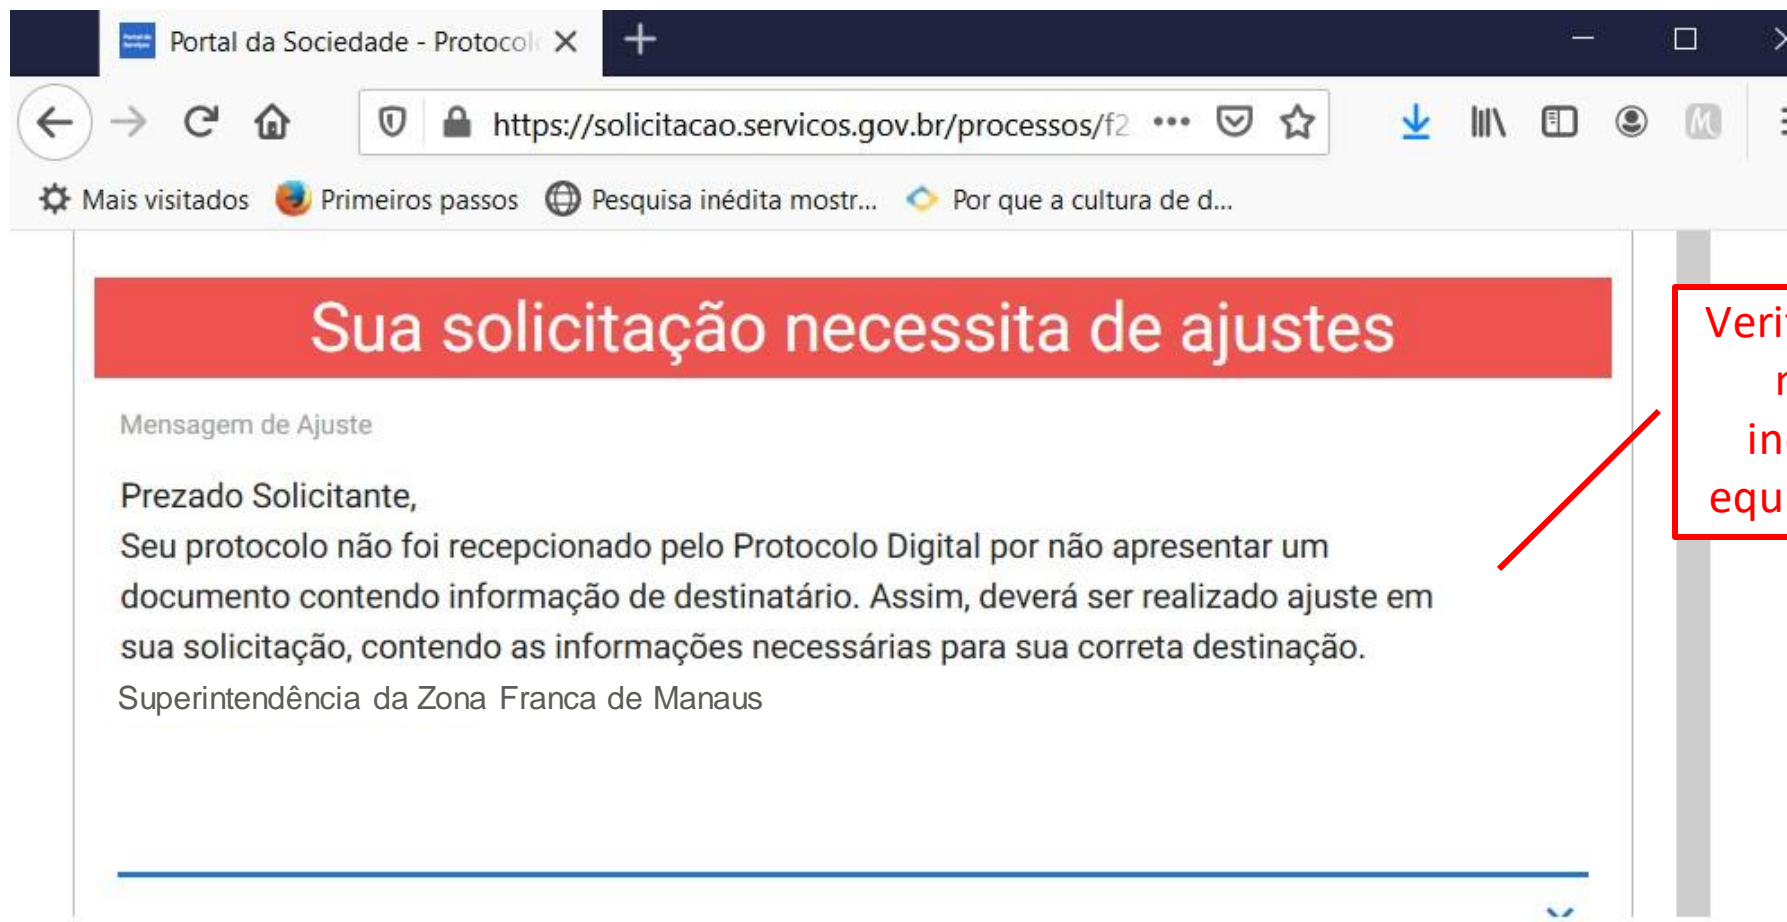 Portal da Sociedade - Protocolo
https://solicitacao.servicos.gov.br/processos/f2
Mais visitados Primeiros passos Pesquisa inédita mostr... Por que a cultura de d...
Sua solicitação necessita de ajustes
Mensagem de Ajuste
Prezado Solicitante,
Seu protocolo não foi recepcionado pelo Protocolo Digital por não apresentar um
documento contendo informação de destinatário. Assim, deverá ser realizado ajuste em
sua solicitação, contendo as informações necessárias para sua correta destinação.
Superintendência da Zona Franca de Manaus